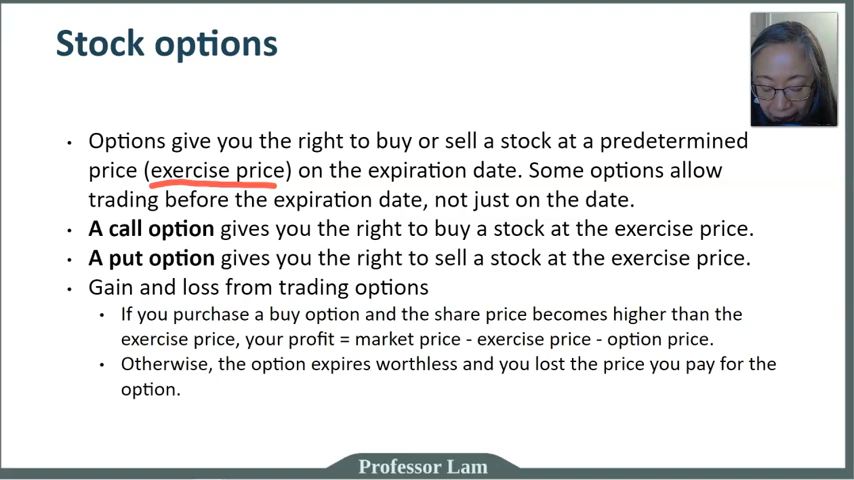 Stock options
• Options give you the right to buy or sell a stock at a predetermined
price (exercise price) on the expiration date. Some options allow
trading before the expiration date, not just on the date.
• A call option gives you the right to buy a stock at the exercise price.
• A put option gives you the right to sell a stock at the exercise price.
• Gain and loss from trading options
• If you purchase a buy option and the share price becomes higher than the
exercise price, your profit = market price - exercise price - option price.
• Otherwise, the option expires worthless and you lost the price you pay for the
option.
Professor Lam